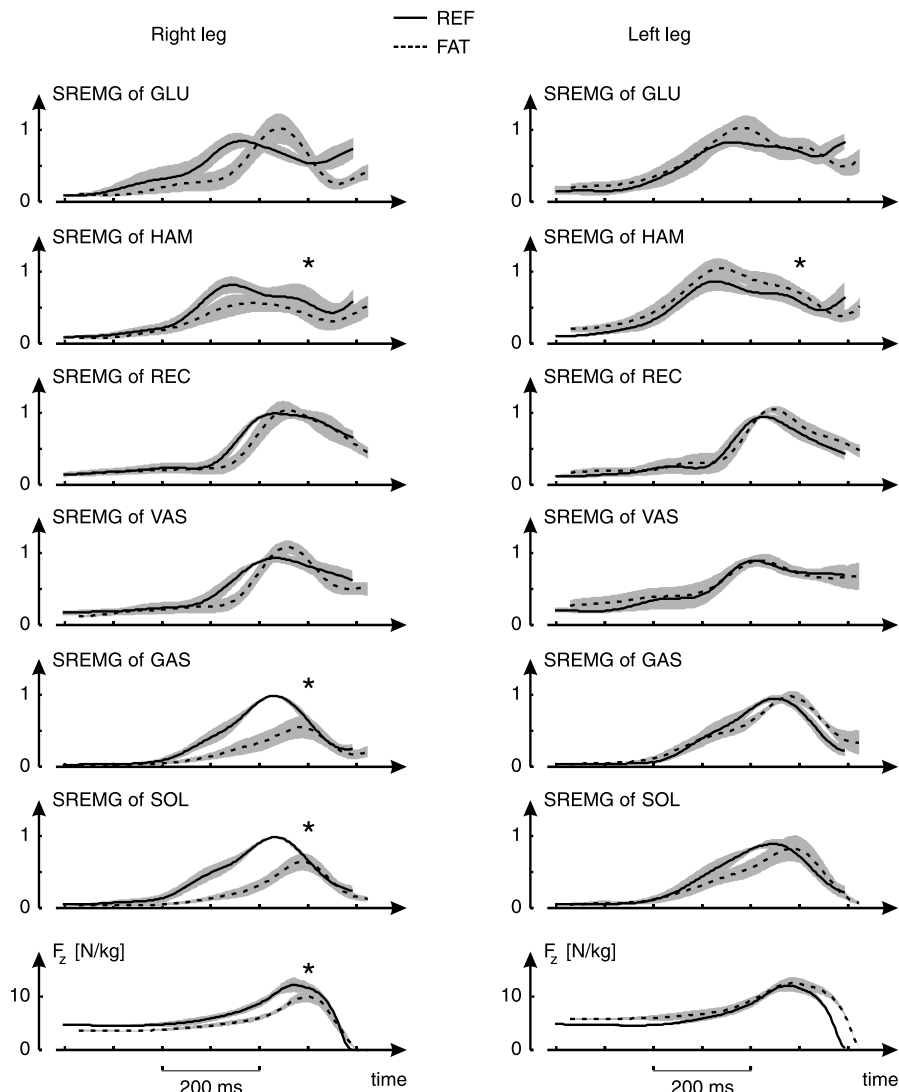 Right leg
REF
FAT
Left leg
SREMG of GLU
1
0
SREMG of GLU
1
0
SREMG of HAM
*
1
0
SREMG of HAM
*
1
0
SREMG of REC
1
0
SREMG of REC
1
0
SREMG of VAS
1
0
SREMG of VAS
1
0
SREMG of GAS
*
1
0
SREMG of GAS
1
0
SREMG of SOL
*
1
0
SREMG of SOL
1
0
Fz [N/kg]
*
10
0
Fz [N/kg]
10
0
200 ms
time
200 ms
time